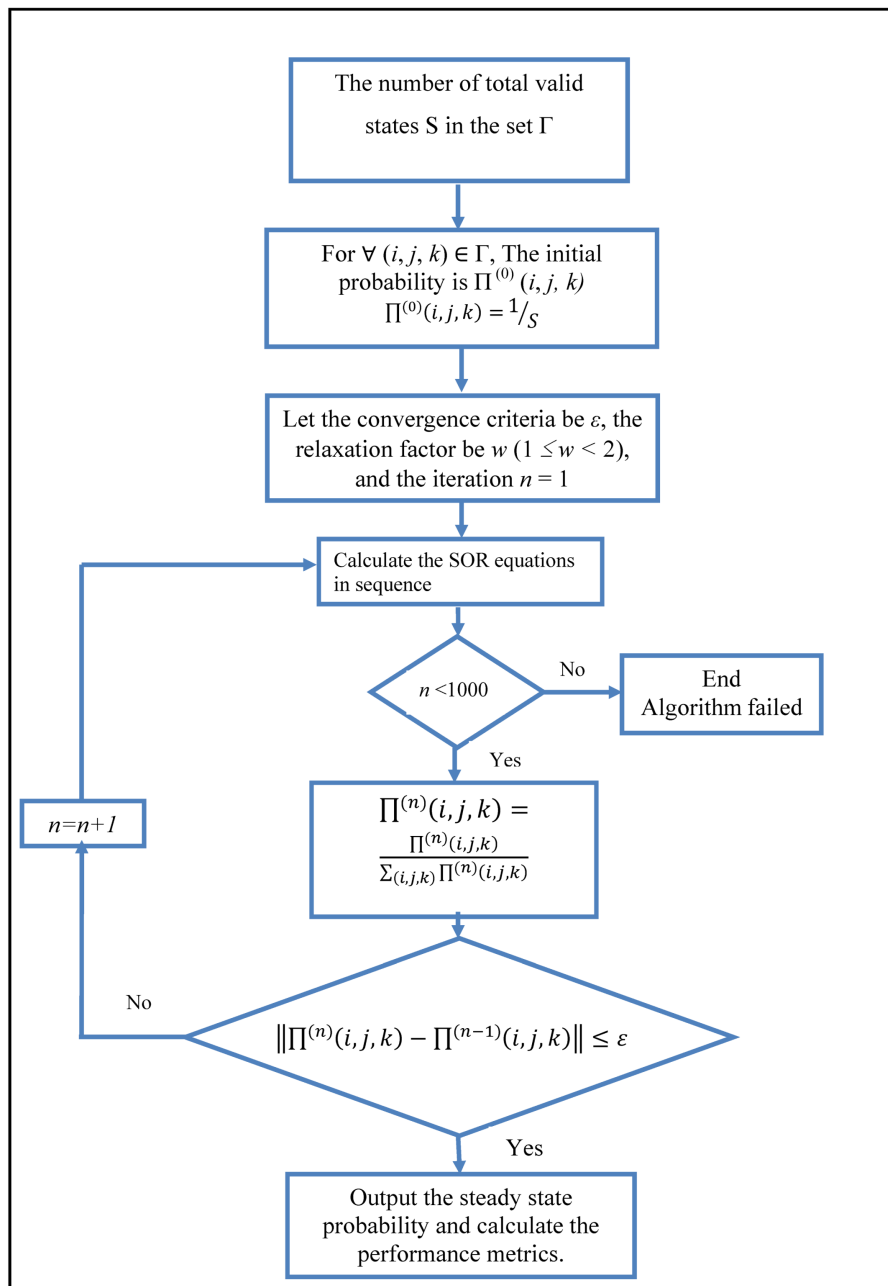 The number of total valid
states S in the set Γ
For ∀ (i, j, k) ∈ Γ, The initial
probability is Π⁽⁰⁾ (i, j, k)
∏⁽⁰⁾(i, j, k) = 1/S
Let the convergence criteria be ε, the
relaxation factor be w (1 ≤ w < 2),
and the iteration n = 1
Calculate the SOR equations
in sequence
n <1000
No
End
Algorithm failed
Yes
∏⁽ⁿ⁾(i, j, k) =
∏⁽ⁿ⁾(i,j,k)
∑(i,j,k) ∏⁽ⁿ⁾(i,j,k)
n=n+1
No
‖∏⁽ⁿ⁾(i, j, k) − ∏⁽ⁿ⁻¹⁾(i, j, k)‖ ≤ ε
Yes
Output the steady state
probability and calculate the
performance metrics.